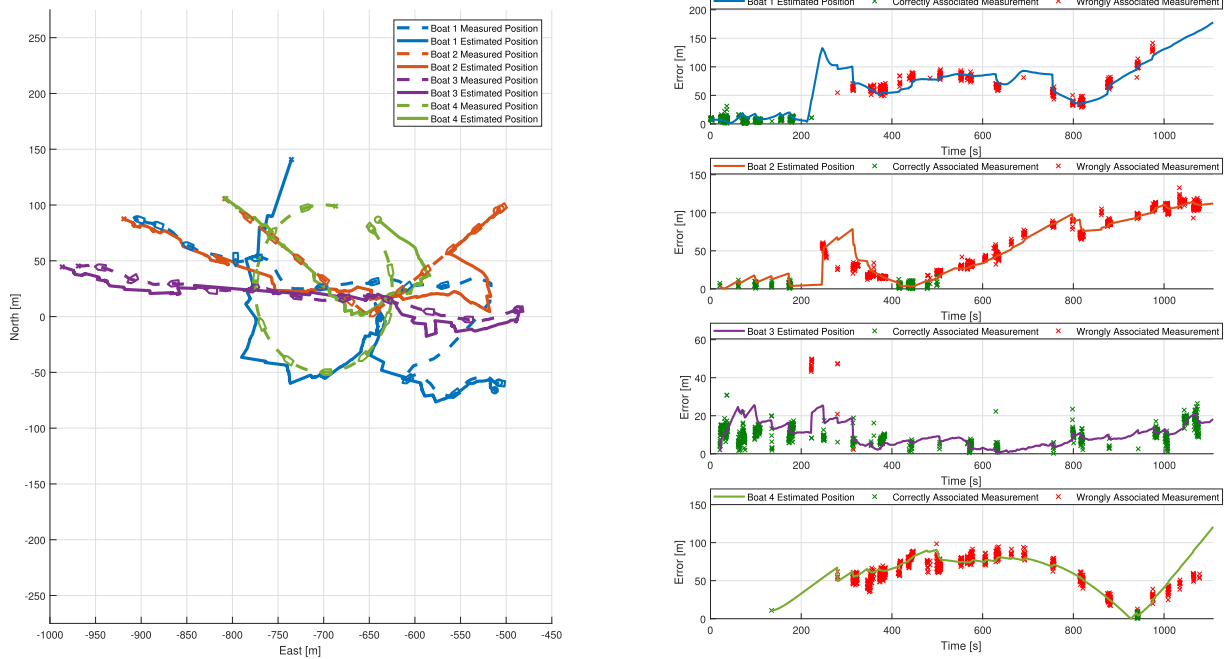 250
200
150
100
50
0
-50
-100
-150
-200
-250
-1000 -950 -900 -850 -800 -750 -700 -650 -600 -550 -500 -450
East [m]
North [m]
Boat 1 Measured Position
Boat 1 Estimated Position
Boat 2 Measured Position
Boat 2 Estimated Position
Boat 3 Measured Position
Boat 3 Estimated Position
Boat 4 Measured Position
Boat 4 Estimated Position
Boat 1 Estimated Position Correctly Associated Measurement Wrongly Associated Measurement
200
150
100
50
0
Error [m]
0 200 400 600 800 1000
Time [s]
Boat 2 Estimated Position Correctly Associated Measurement Wrongly Associated Measurement
150
100
50
0
Error [m]
0 200 400 600 800 1000
Time [s]
Boat 3 Estimated Position Correctly Associated Measurement Wrongly Associated Measurement
60
40
20
0
Error [m]
0 200 400 600 800 1000
Time [s]
Boat 4 Estimated Position Correctly Associated Measurement Wrongly Associated Measurement
150
100
50
0
Error [m]
0 200 400 600 800 1000
Time [s]